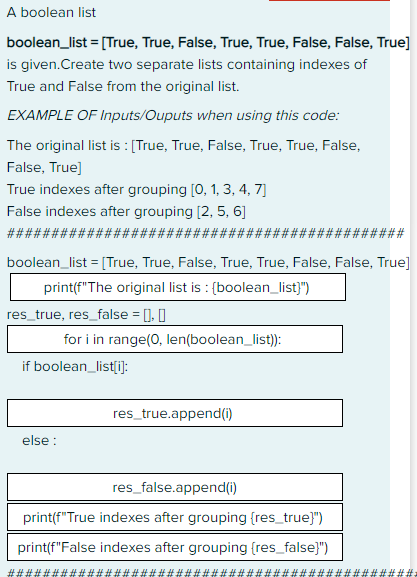 A boolean list
boolean_list = [True, True, False, True, True, False, False, True]
is given.Create two separate lists containing indexes of
True and False from the original list.
EXAMPLE OF Inputs/Ouputs when using this code:
The original list is : [True, True, False, True, True, False,
False, True]
True indexes after grouping [0, 1, 3, 4, 7]
False indexes after grouping [2, 5, 6]
############################################
boolean_list = [True, True, False, True, True, False, False, True]
print(f"The original list is : {boolean_list}")
res_true, res_false = [], []
for i in range(0, len(boolean_list)):
if boolean_list[i]:
res_true.append(i)
else :
res_false.append(i)
print(f"True indexes after grouping {res_true}")
print(f"False indexes after grouping {res_false}")
##############################################